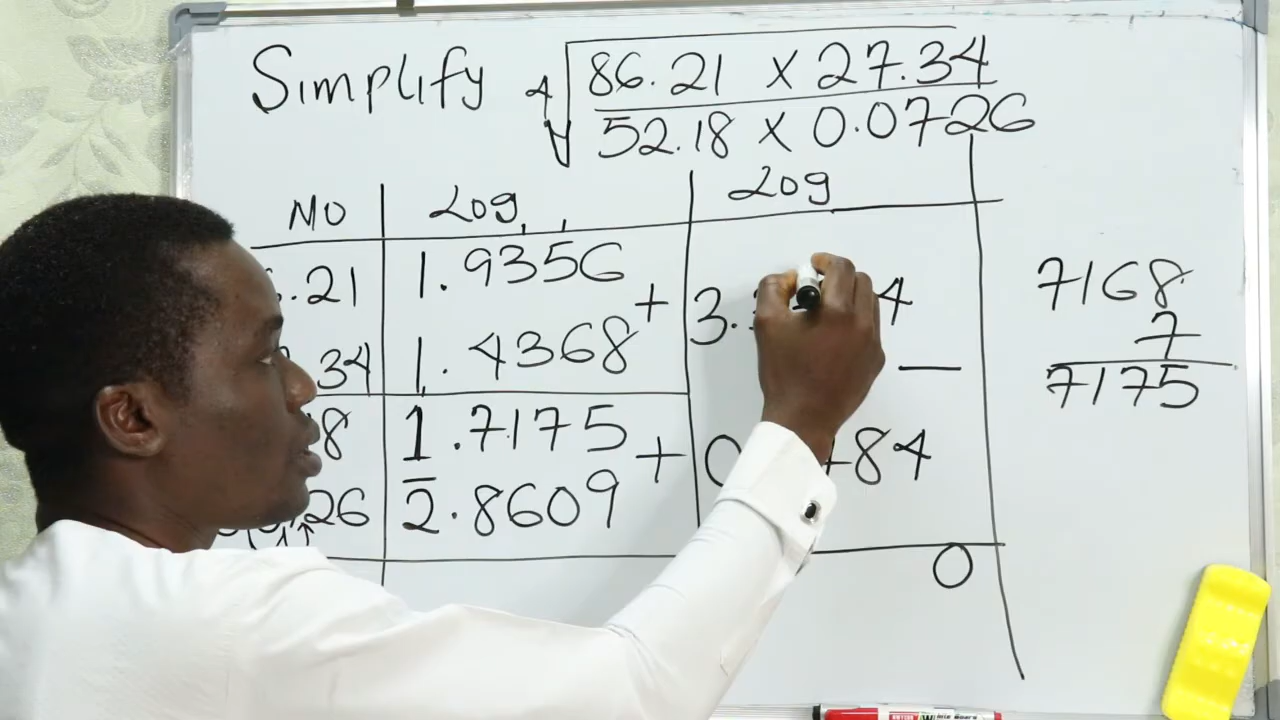 Simplify 4√ 86.21 X 27.34
52.18 X 0.0726
NO Log Log
.21 1.9356 +
34 1.4368 3. 4 —
8 1.7175 + 0 84
26 2̅.8609
0
7168
7
7175